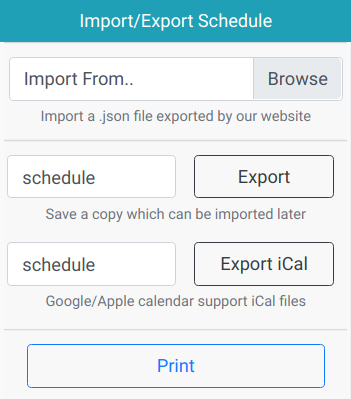 Import/Export Schedule
Import From.. Browse
Import a .json file exported by our website
schedule Export
Save a copy which can be imported later
schedule Export iCal
Google/Apple calendar support iCal files
Print